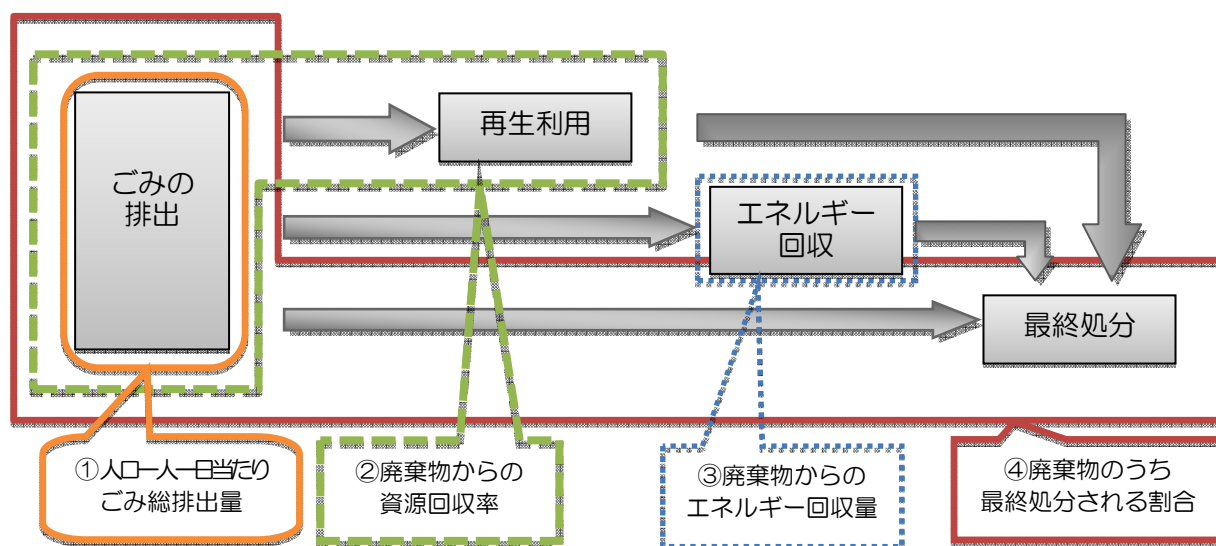 ごみの
排出
再生利用
エネルギー
回収
最終処分
①人口一人一日当たり
ごみ総排出量
②廃棄物からの
資源回収率
③廃棄物からの
エネルギー回収量
④廃棄物のうち
最終処分される割合